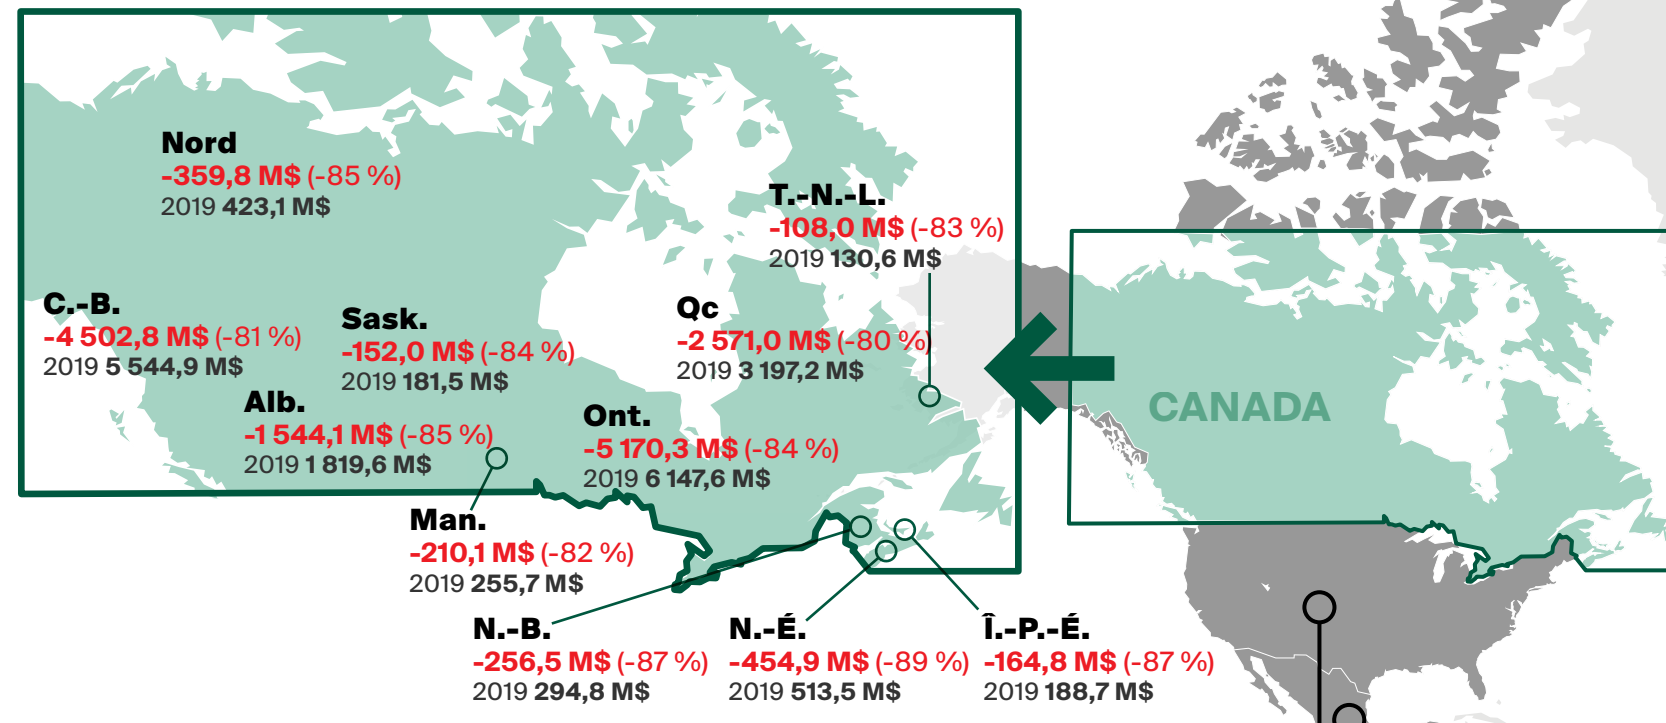 Nord
-359,8 M$ (-85 %)
2019 423,1 M$
T.-N.-L.
-108,0 M$ (-83 %)
2019 130,6 M$
C.-B.
-4 502,8 M$ (-81 %)
2019 5 544,9 M$
Sask.
-152,0 M$ (-84 %)
2019 181,5 M$
Qc
-2 571,0 M$ (-80 %)
2019 3 197,2 M$
Alb.
-1 544,1 M$ (-85 %)
2019 1 819,6 M$
Ont.
-5 170,3 M$ (-84 %)
2019 6 147,6 M$
CANADA
Man.
-210,1 M$ (-82 %)
2019 255,7 M$
N.-B.
-256,5 M$ (-87 %)
2019 294,8 M$
N.-É.
-454,9 M$ (-89 %)
2019 513,5 M$
Î.-P.-É.
-164,8 M$ (-87 %)
2019 188,7 M$